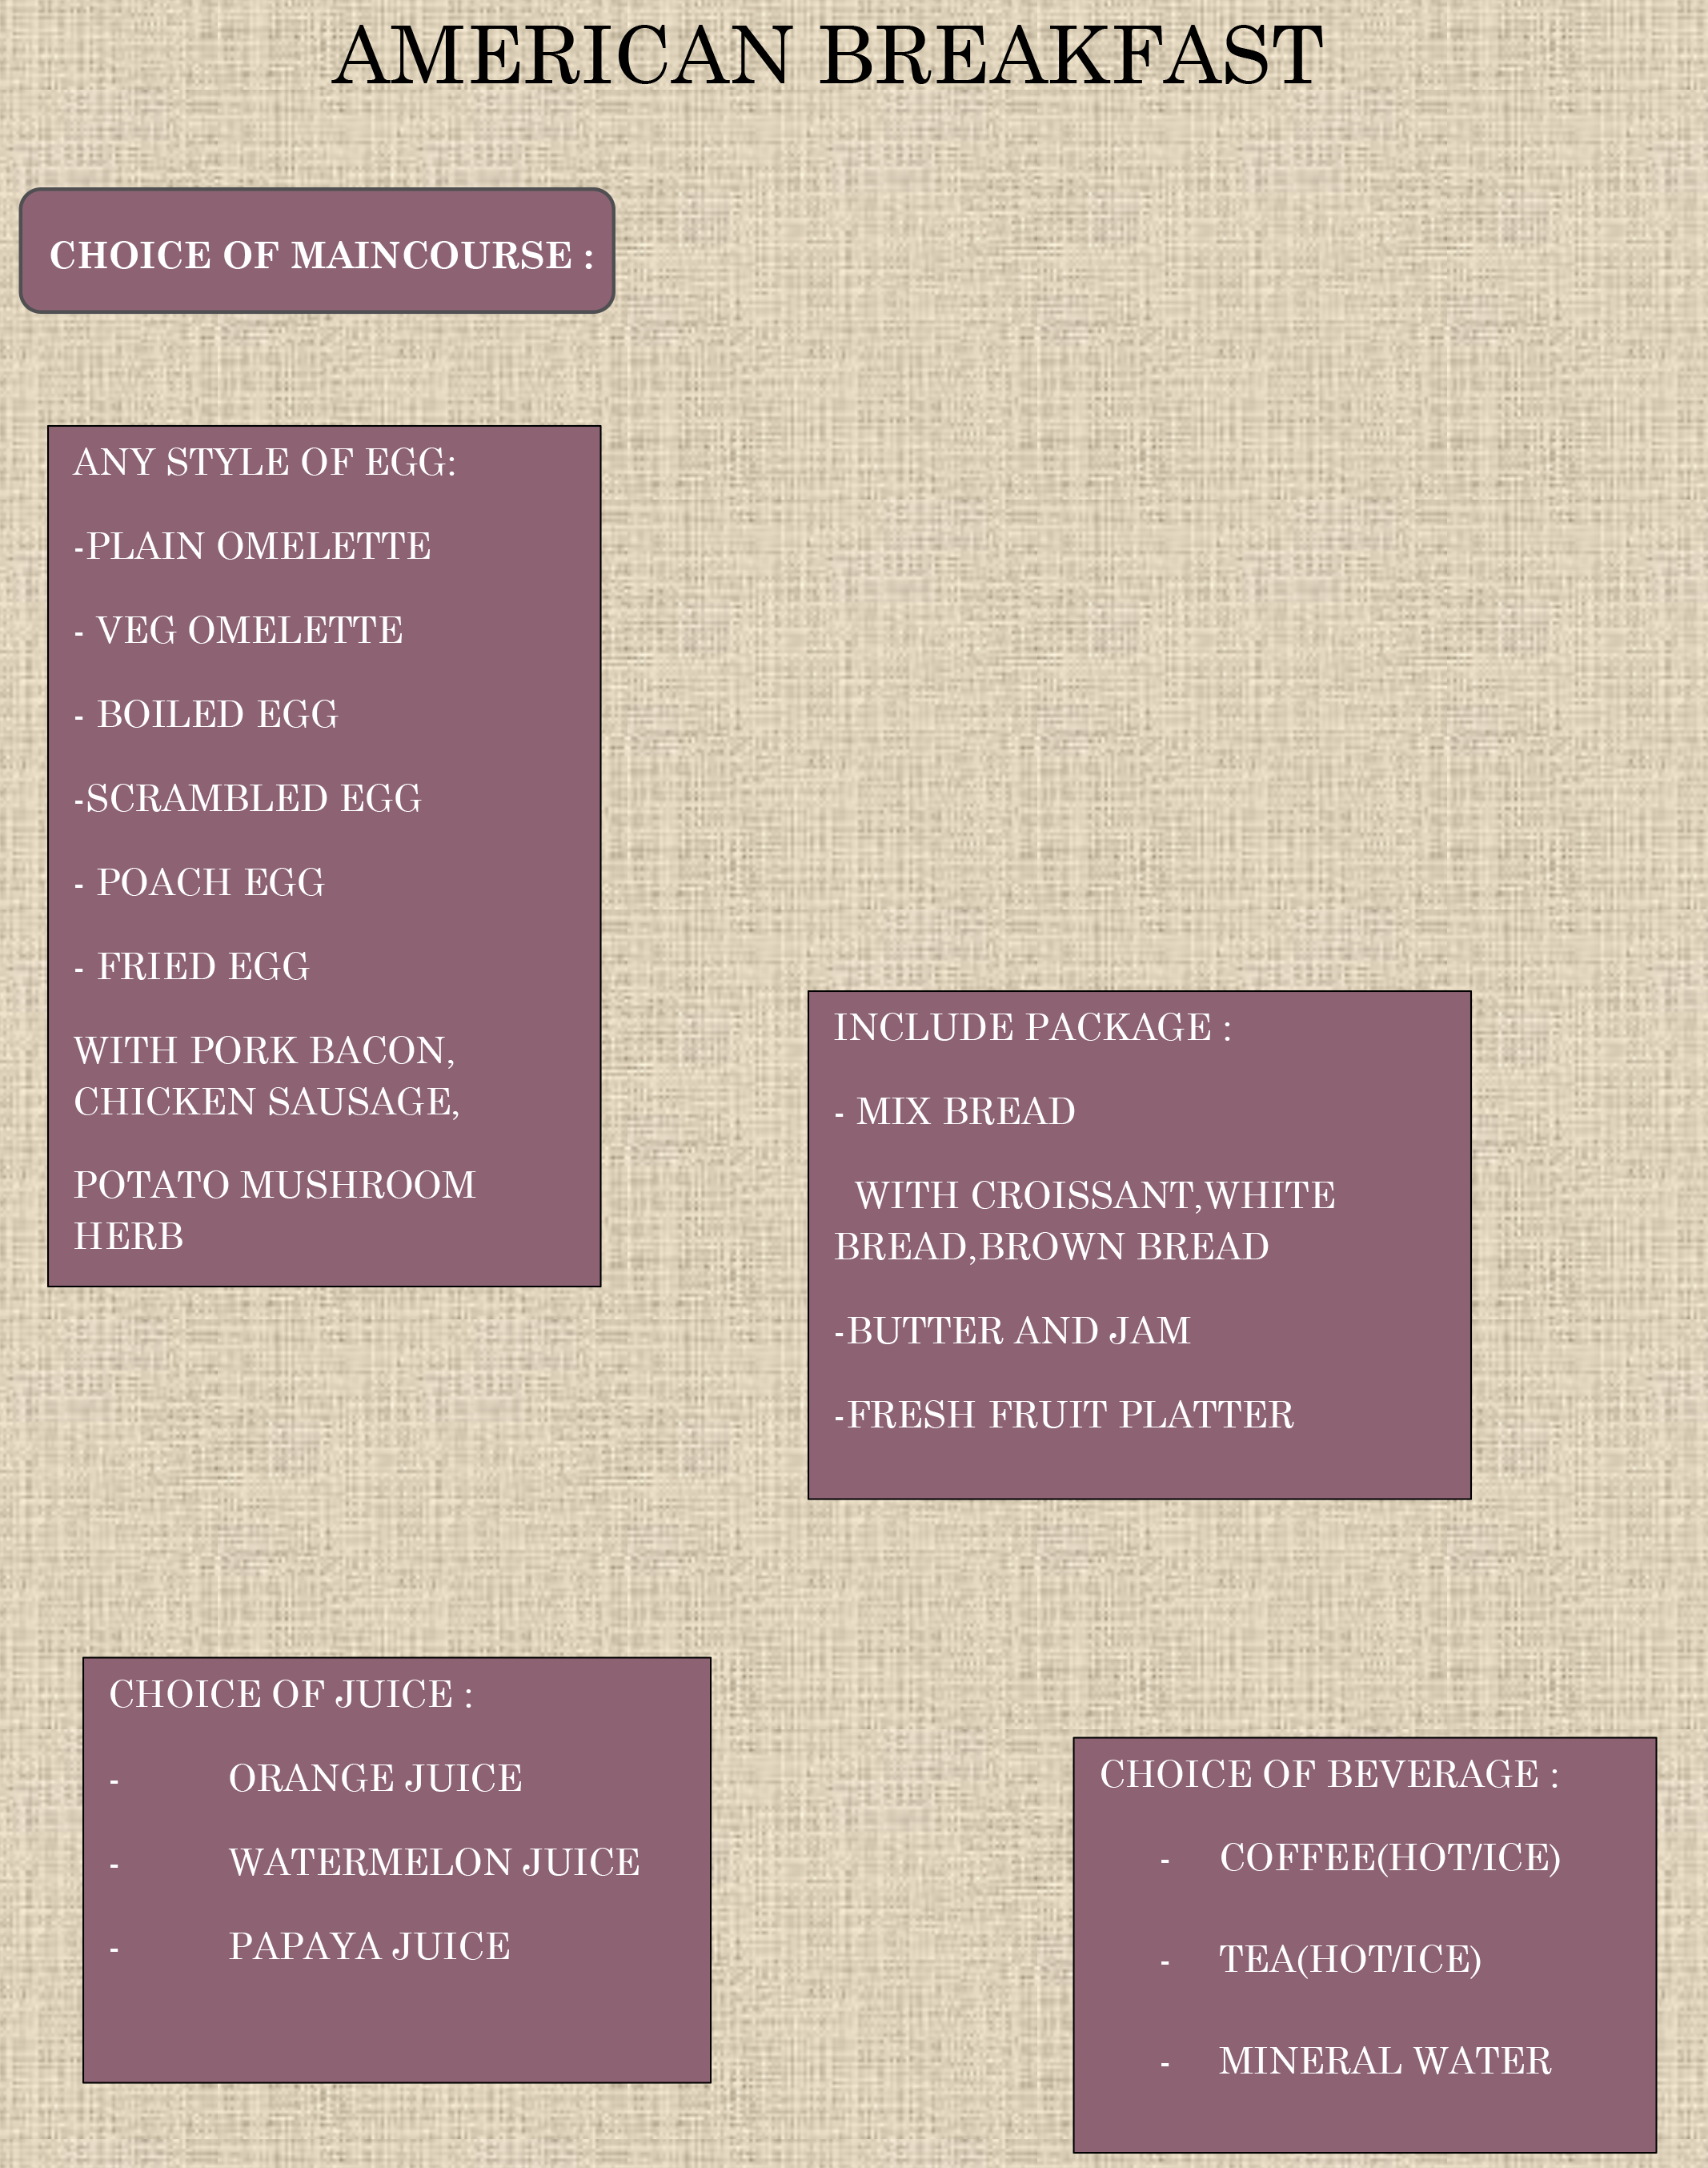 AMERICAN BREAKFAST
CHOICE OF MAINCOURSE :
ANY STYLE OF EGG:
-PLAIN OMELETTE
- VEG OMELETTE
- BOILED EGG
-SCRAMBLED EGG
- POACH EGG
- FRIED EGG
WITH PORK BACON,
CHICKEN SAUSAGE,
POTATO MUSHROOM
HERB
INCLUDE PACKAGE :
- MIX BREAD
WITH CROISSANT,WHITE
BREAD,BROWN BREAD
-BUTTER AND JAM
-FRESH FRUIT PLATTER
CHOICE OF JUICE :
- ORANGE JUICE
- WATERMELON JUICE
- PAPAYA JUICE
CHOICE OF BEVERAGE :
- COFFEE(HOT/ICE)
- TEA(HOT/ICE)
- MINERAL WATER